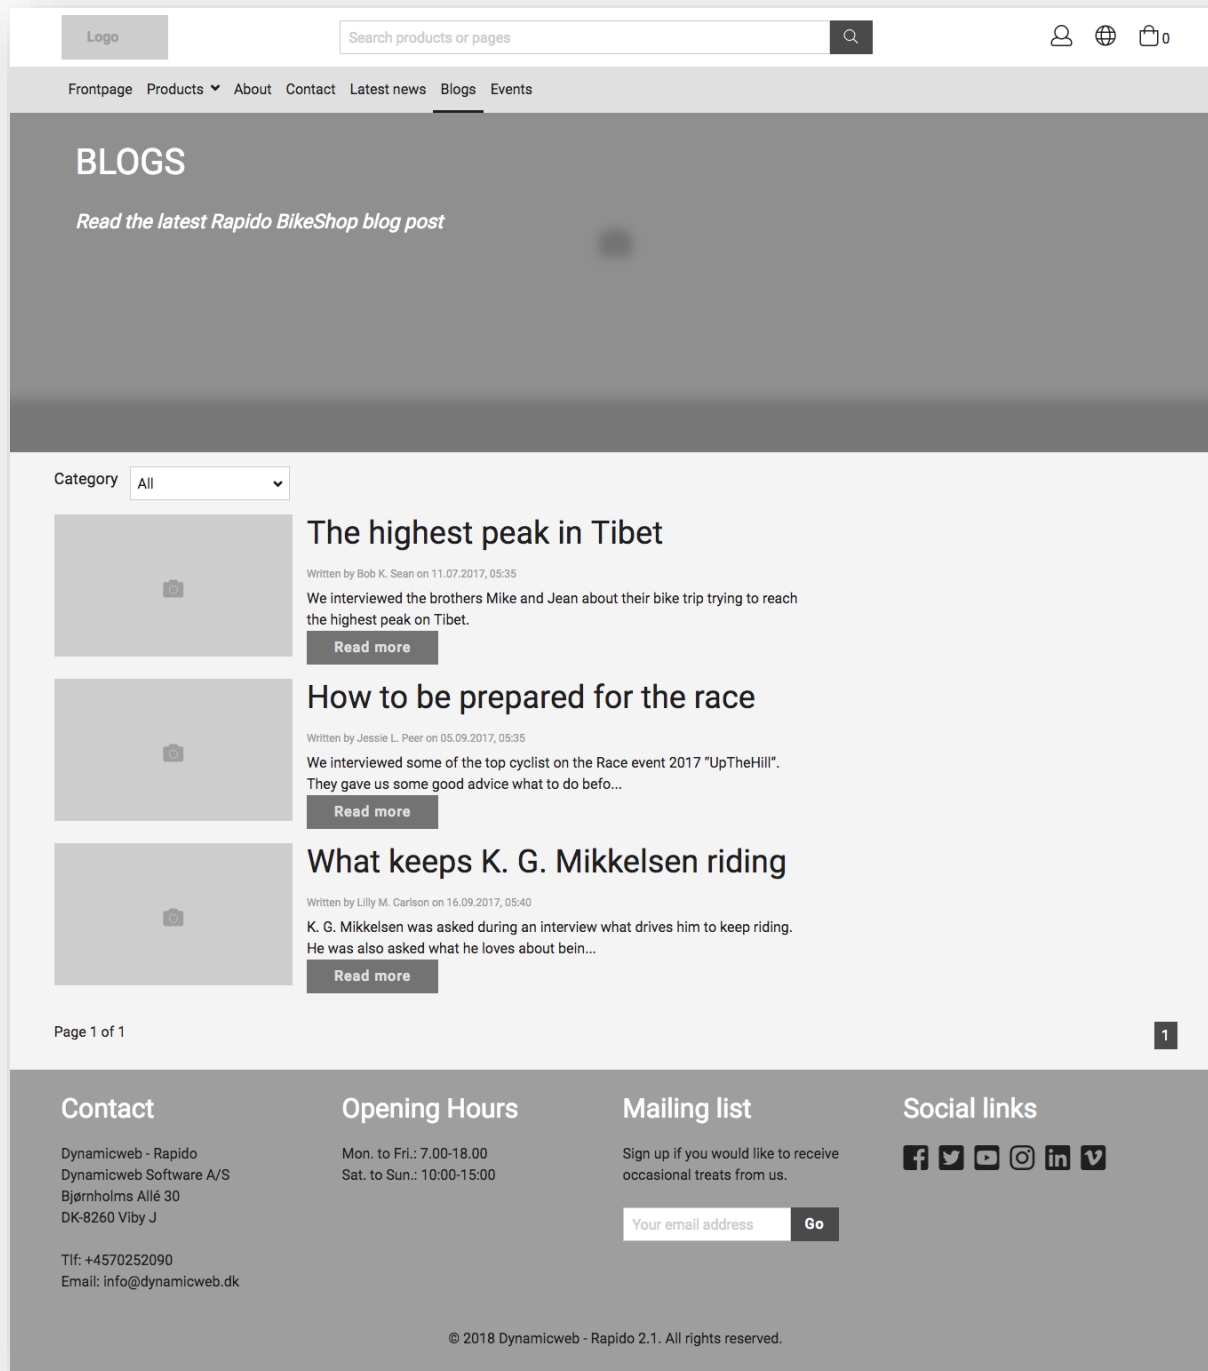 Logo
Search products or pages
0
Frontpage Products About Contact Latest news Blogs Events
BLOGS
Read the latest Rapido BikeShop blog post
Category All
The highest peak in Tibet
Written by Bob K. Sean on 11.07.2017, 05:35
We interviewed the brothers Mike and Jean about their bike trip trying to reach
the highest peak on Tibet.
Read more
How to be prepared for the race
Written by Jessie L. Peer on 05.09.2017, 05:35
We interviewed some of the top cyclist on the Race event 2017 “UpTheHill”.
They gave us some good advice what to do befo...
Read more
What keeps K. G. Mikkelsen riding
Written by Lilly M. Carlson on 16.09.2017, 05:40
K. G. Mikkelsen was asked during an interview what drives him to keep riding.
He was also asked what he loves about bein...
Read more
Page 1 of 1
1
Contact
Dynamicweb - Rapido
Dynamicweb Software A/S
Bjørnholms Allé 30
DK-8260 Viby J
Tlf: +4570252090
Email: info@dynamicweb.dk
Opening Hours
Mon. to Fri.: 7.00-18.00
Sat. to Sun.: 10:00-15:00
Mailing list
Sign up if you would like to receive
occasional treats from us.
Your email address Go
Social links
© 2018 Dynamicweb - Rapido 2.1. All rights reserved.